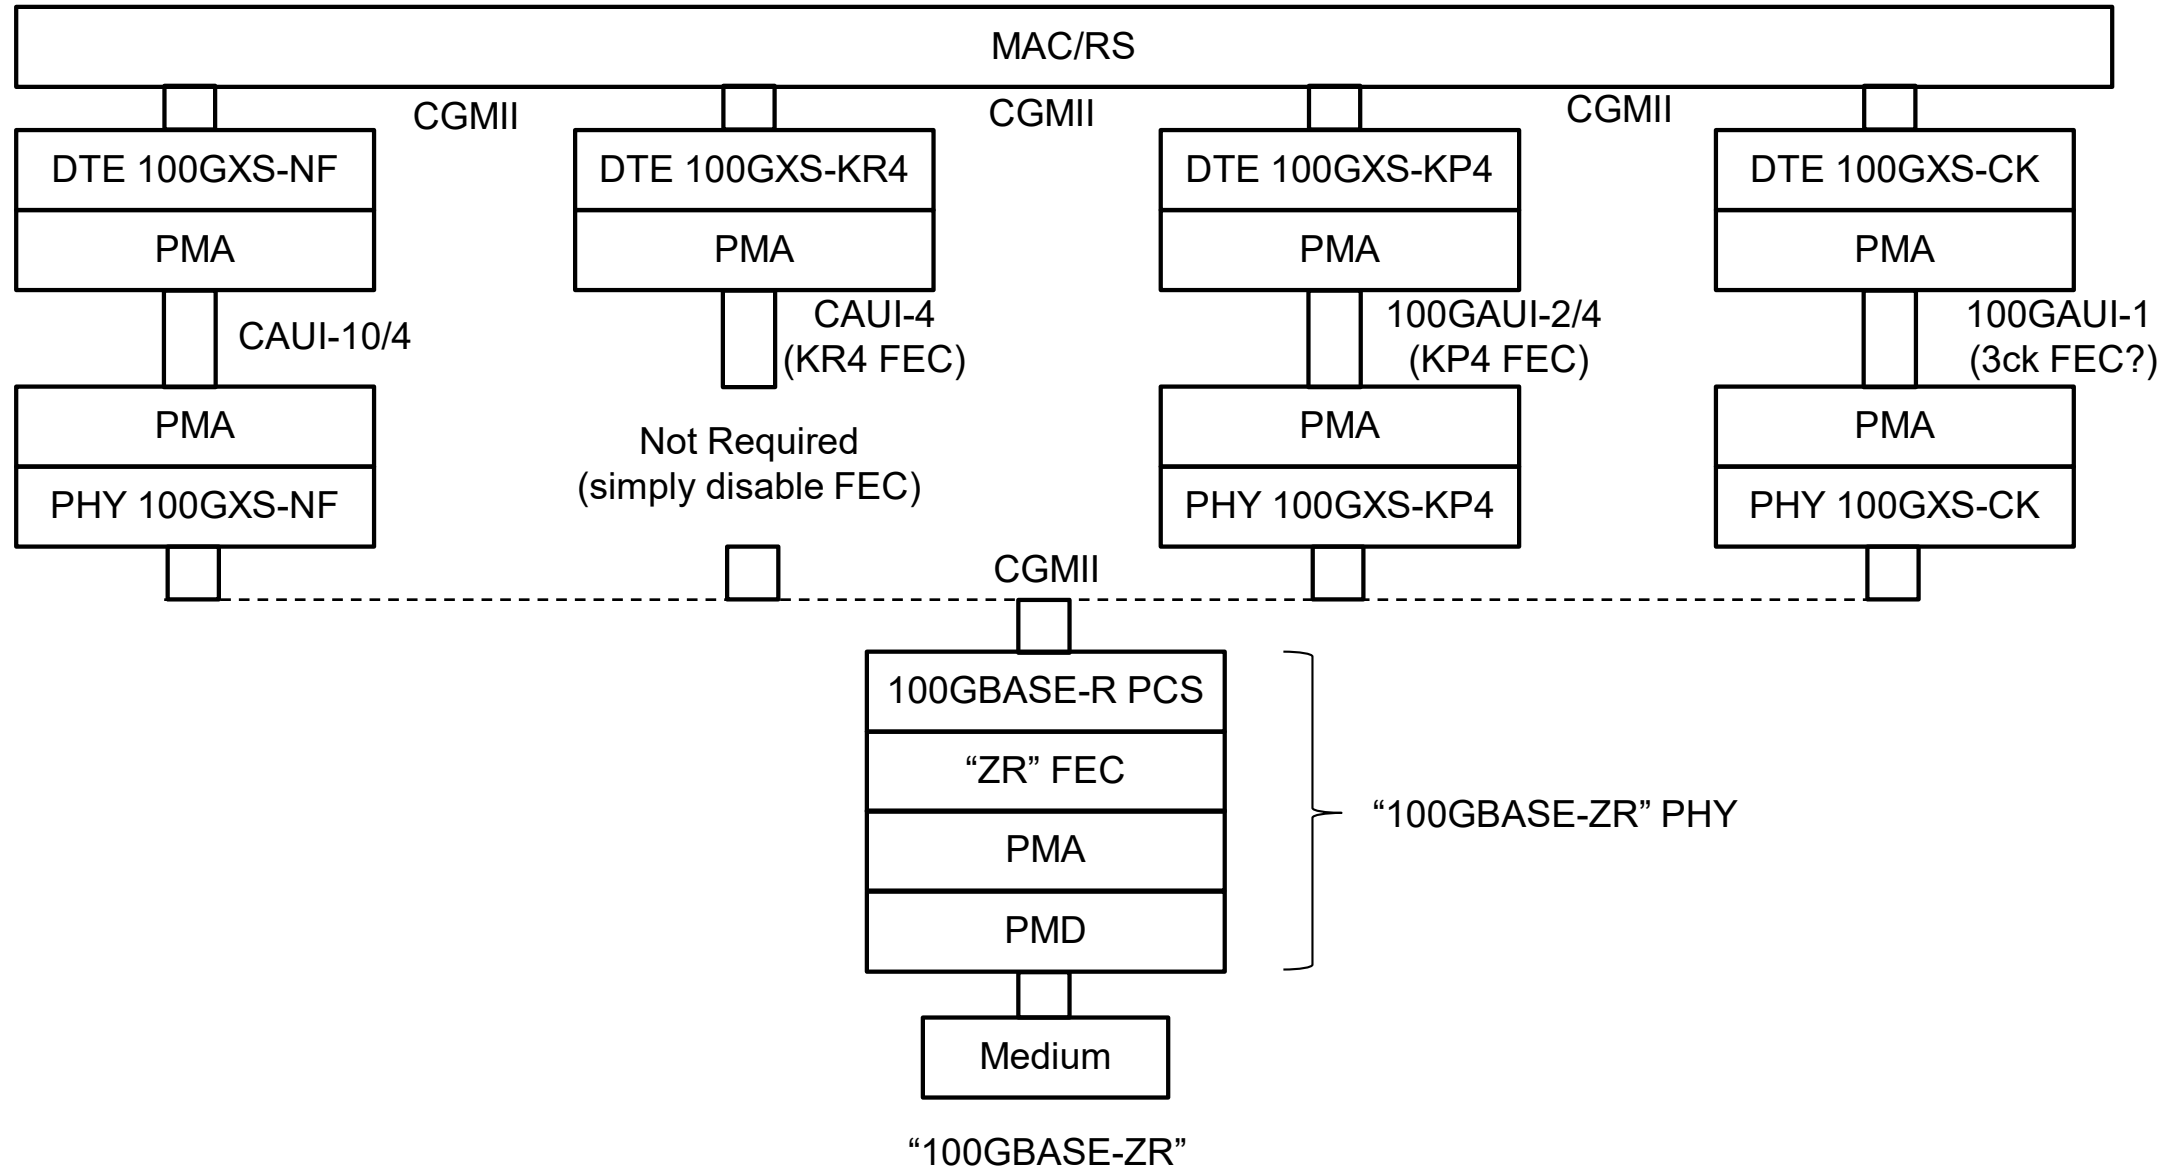 MAC/RS
CGMII
CGMII
CGMII
DTE 100GXS-NF
DTE 100GXS-KR4
DTE 100GXS-KP4
DTE 100GXS-CK
PMA
PMA
PMA
PMA
CAUI-10/4
CAUI-4
(KR4 FEC)
100GAUI-2/4
(KP4 FEC)
100GAUI-1
(3ck FEC?)
PMA
Not Required
(simply disable FEC)
PMA
PMA
PHY 100GXS-NF
PHY 100GXS-KP4
PHY 100GXS-CK
CGMII
100GBASE-R PCS
“ZR” FEC
PMA
PMD
“100GBASE-ZR” PHY
Medium
“100GBASE-ZR”